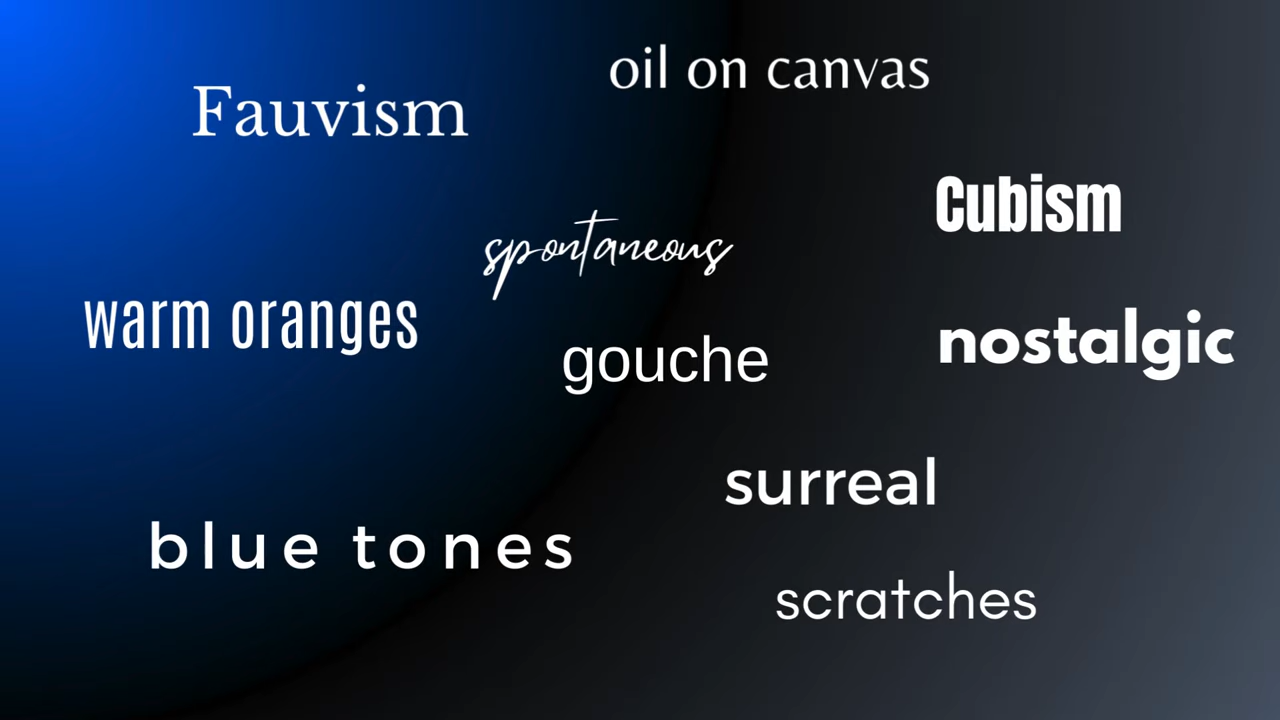 oil on canvas
Fauvism
Cubism
spontaneous
warm oranges
nostalgic
gouche
surreal
blue tones
scratches